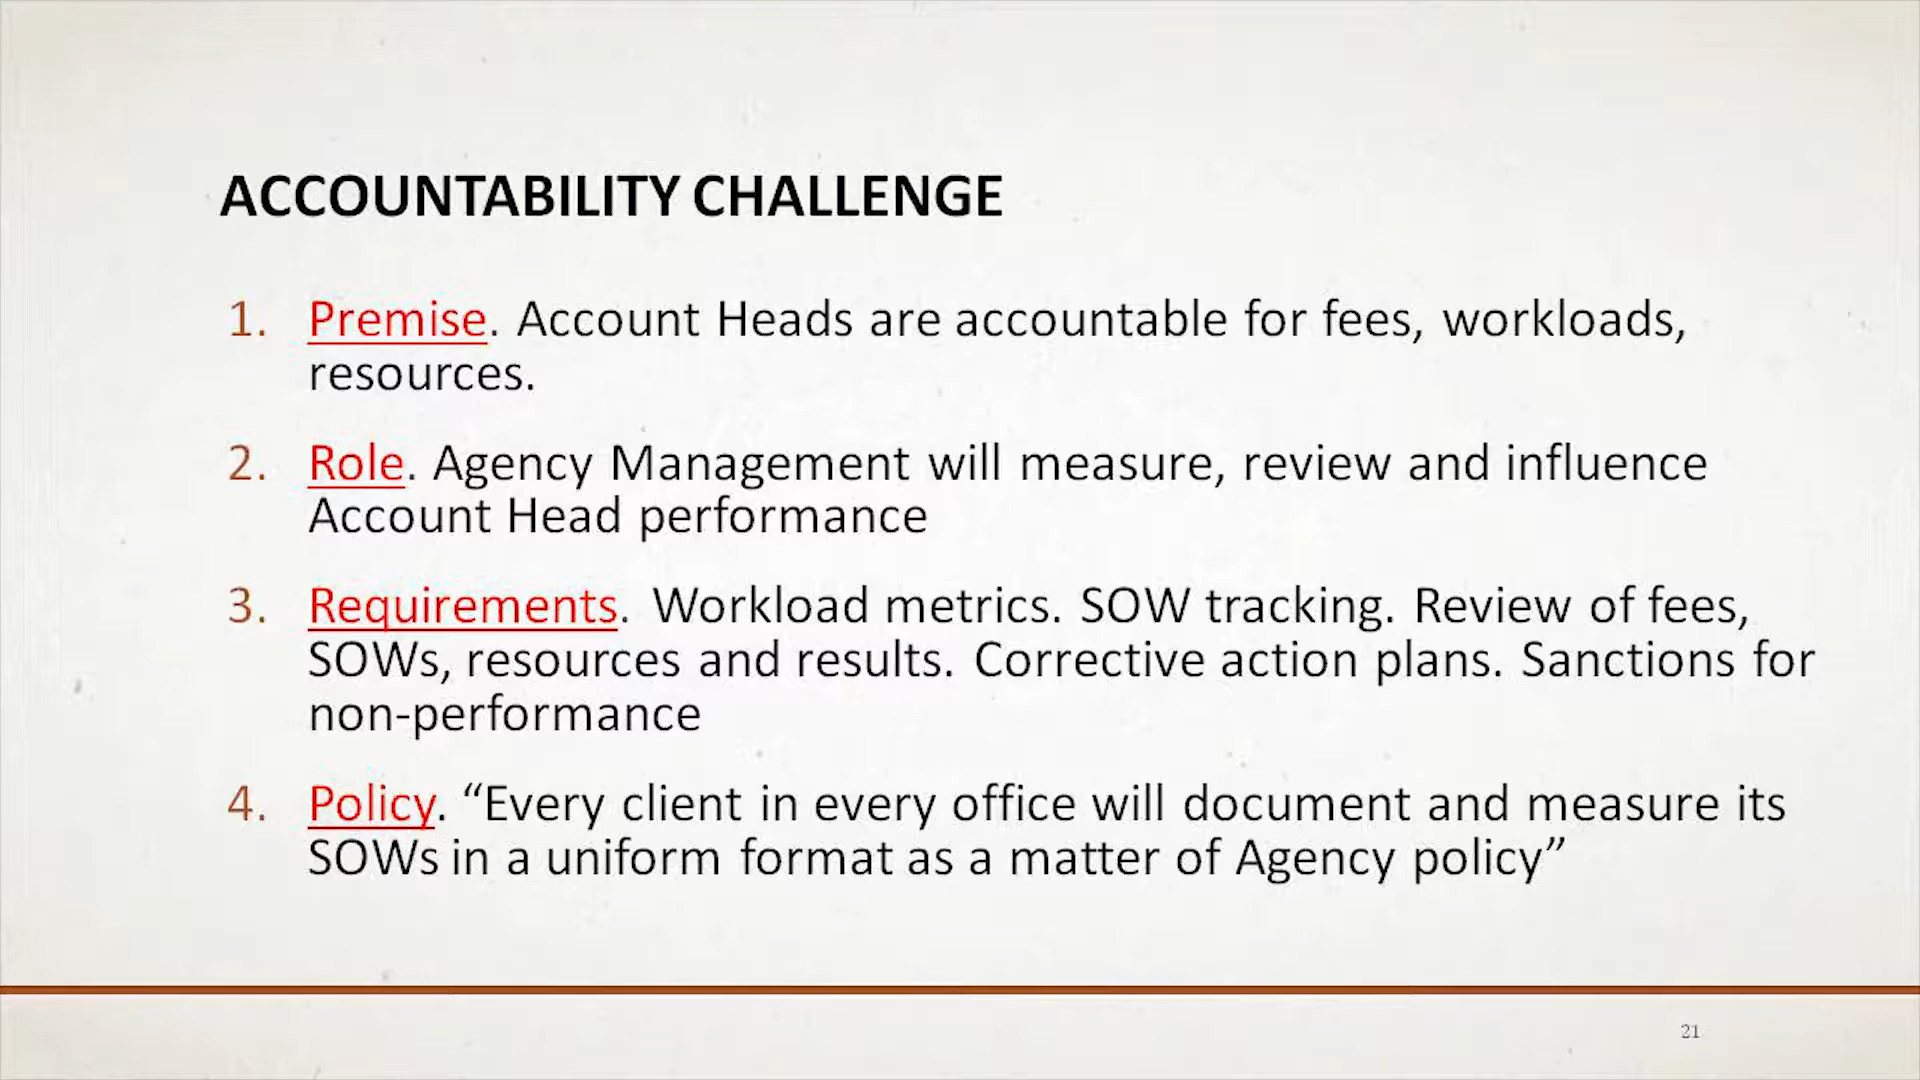 ACCOUNTABILITY CHALLENGE
1. Premise. Account Heads are accountable for fees, workloads,
resources.
2. Role. Agency Management will measure, review and influence
Account Head performance
3. Requirements. Workload metrics. SOW tracking. Review of fees,
SOWs, resources and results. Corrective action plans. Sanctions for
non-performance
4. Policy. “Every client in every office will document and measure its
SOWs in a uniform format as a matter of Agency policy”
21